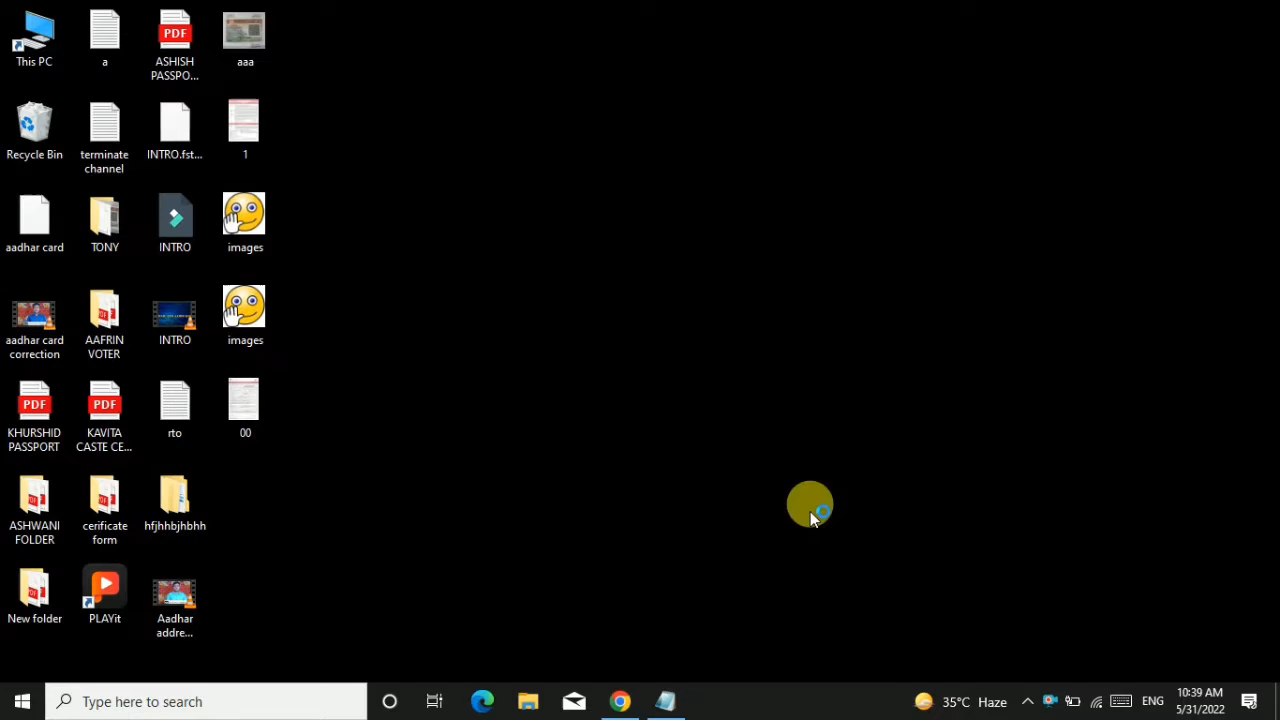 This PC
a
PDF
ASHISH
PASSPO...
aaa
Recycle Bin
terminate
channel
INTRO.fst...
1
aadhar card
TONY
INTRO
images
aadhar card
correction
AAFRIN
VOTER
INTRO
images
PDF
KHURSHID
PASSPORT
PDF
KAVITA
CASTE CE...
rto
00
ASHWANI
FOLDER
cerificate
form
hfjhhbjhbhh
New folder
PLAYit
Aadhar
addre...
Type here to search
35°C Haze
ENG
10:39 AM
5/31/2022